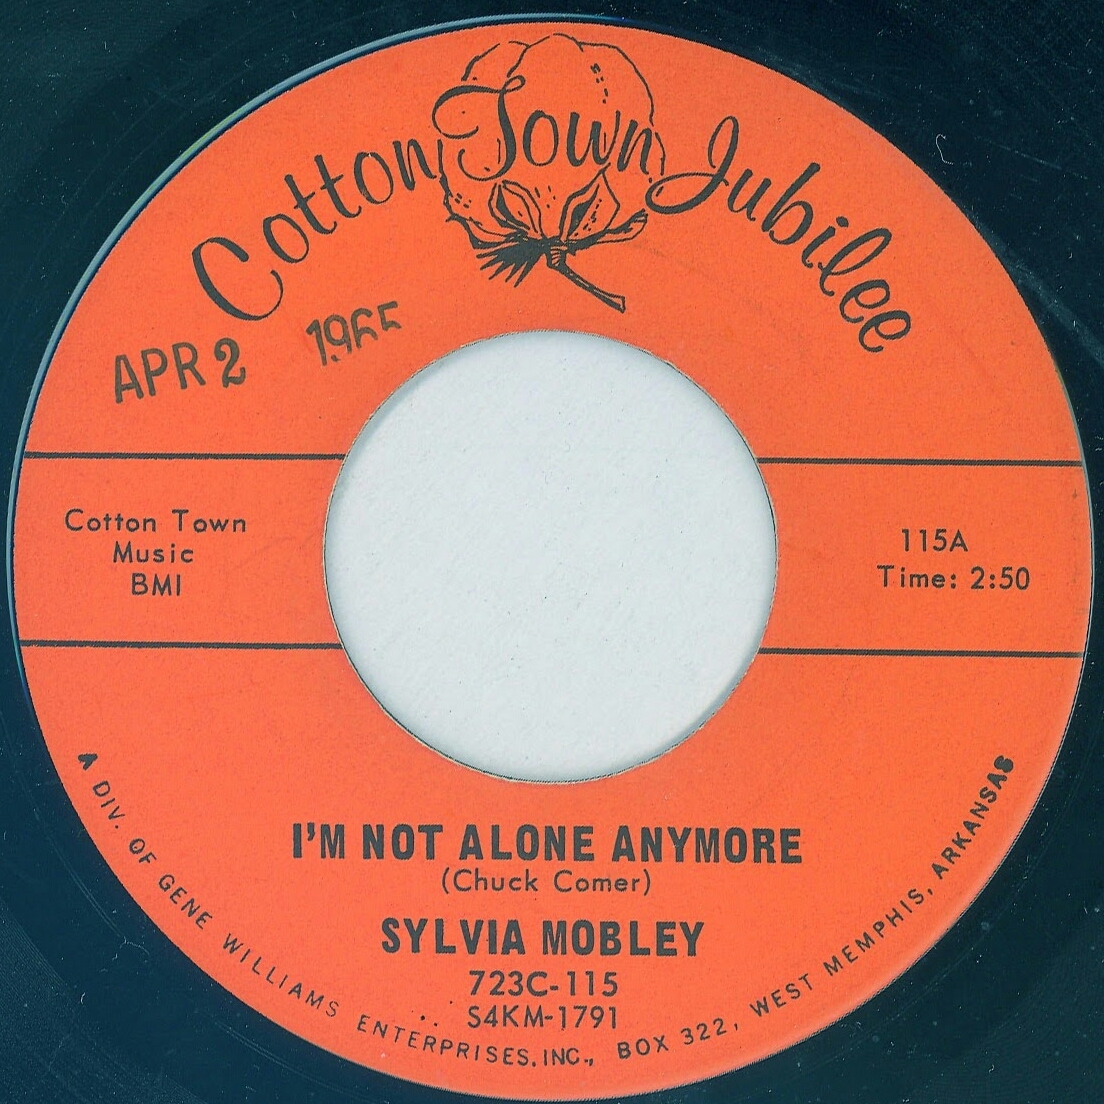 Cotton Town Jubilee
APR 2 1965
Cotton Town
Music
BMI
115A
Time: 2:50
I'M NOT ALONE ANYMORE
(Chuck Comer)
SYLVIA MOBLEY
723C-115
S4KM-1791
A DIV. OF GENE WILLIAMS ENTERPRISES, INC., BOX 322, WEST MEMPHIS, ARKANSAS